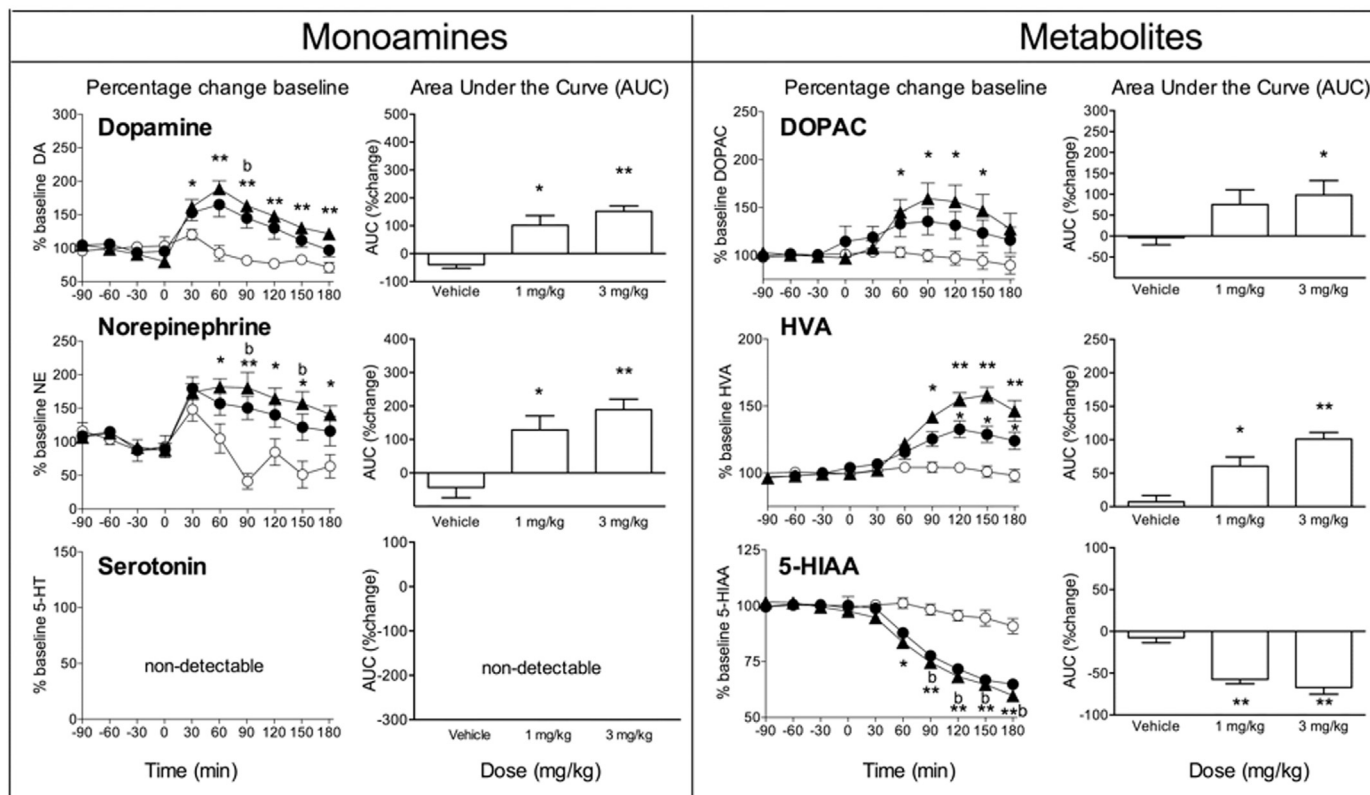 Monoamines
Metabolites
Percentage change baseline
Area Under the Curve (AUC)
Percentage change baseline
Area Under the Curve (AUC)
Dopamine
% baseline DA
300
250
200
150
100
50
* ** b ** ** ** **
-90 -60 -30 0 30 60 90 120 150 180
AUC (%change)
500
400
300
200
100
0
-100
* **
Vehicle 1 mg/kg 3 mg/kg
DOPAC
% baseline DOPAC
250
200
150
100
* * * *
-90 -60 -30 0 30 60 90 120 150 180
AUC (%change)
300
250
200
150
100
50
0
-50
*
Vehicle 1 mg/kg 3 mg/kg
Norepinephrine
% baseline NE
250
200
150
100
50
0
* b ** * b * *
-90 -60 -30 0 30 60 90 120 150 180
AUC (%change)
400
300
200
100
0
* **
Vehicle 1 mg/kg 3 mg/kg
HVA
% baseline HVA
200
150
100
* ** ** **
* * *
-90 -60 -30 0 30 60 90 120 150 180
AUC (%change)
250
200
150
100
50
0
* **
Vehicle 1 mg/kg 3 mg/kg
Serotonin
% baseline 5-HT
150
100
50
0
non-detectable
-90 -60 -30 0 30 60 90 120 150 180
AUC (%change)
100
0
-100
-200
-300
non-detectable
Vehicle 1 mg/kg 3 mg/kg
5-HIAA
% baseline 5-HIAA
125
100
75
50
* b ** b ** b ** **b
-90 -60 -30 0 30 60 90 120 150 180
AUC (%change)
100
50
0
-50
-100
** **
Vehicle 1 mg/kg 3 mg/kg
Time (min)
Dose (mg/kg)
Time (min)
Dose (mg/kg)